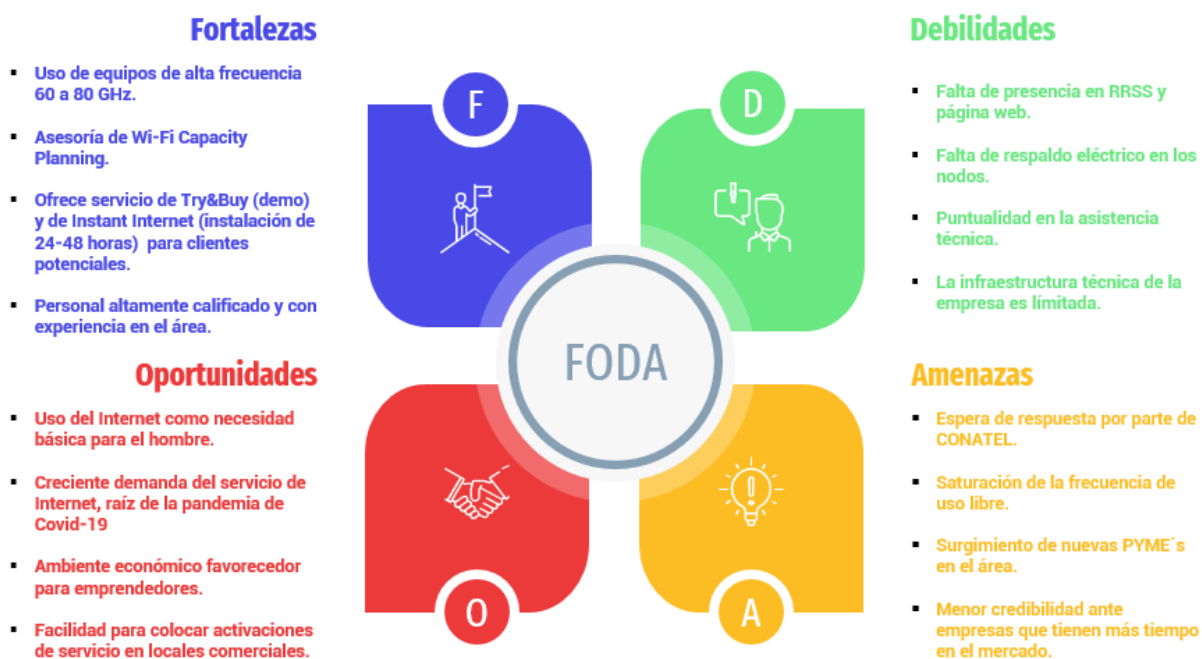 Fortalezas
▪ Uso de equipos de alta frecuencia
60 a 80 GHz.
▪ Asesoría de Wi-Fi Capacity
Planning.
▪ Ofrece servicio de Try&Buy (demo)
y de Instant Internet (instalación de
24-48 horas) para clientes
potenciales.
▪ Personal altamente calificado y con
experiencia en el área.
F
D
Debilidades
▪ Falta de presencia en RRSS y
página web.
▪ Falta de respaldo eléctrico en los
nodos.
▪ Puntualidad en la asistencia
técnica.
▪ La infraestructura técnica de la
empresa es límitada.
FODA
Oportunidades
▪ Uso del Internet como necesidad
básica para el hombre.
▪ Creciente demanda del servicio de
Internet, raíz de la pandemia de
Covid-19
▪ Ambiente económico favorecedor
para emprendedores.
▪ Facilidad para colocar activaciones
de servicio en locales comerciales.
O
A
Amenazas
▪ Espera de respuesta por parte de
CONATEL.
▪ Saturación de la frecuencia de
uso libre.
▪ Surgimiento de nuevas PYME´s
en el área.
▪ Menor credibilidad ante
empresas que tienen más tiempo
en el mercado.